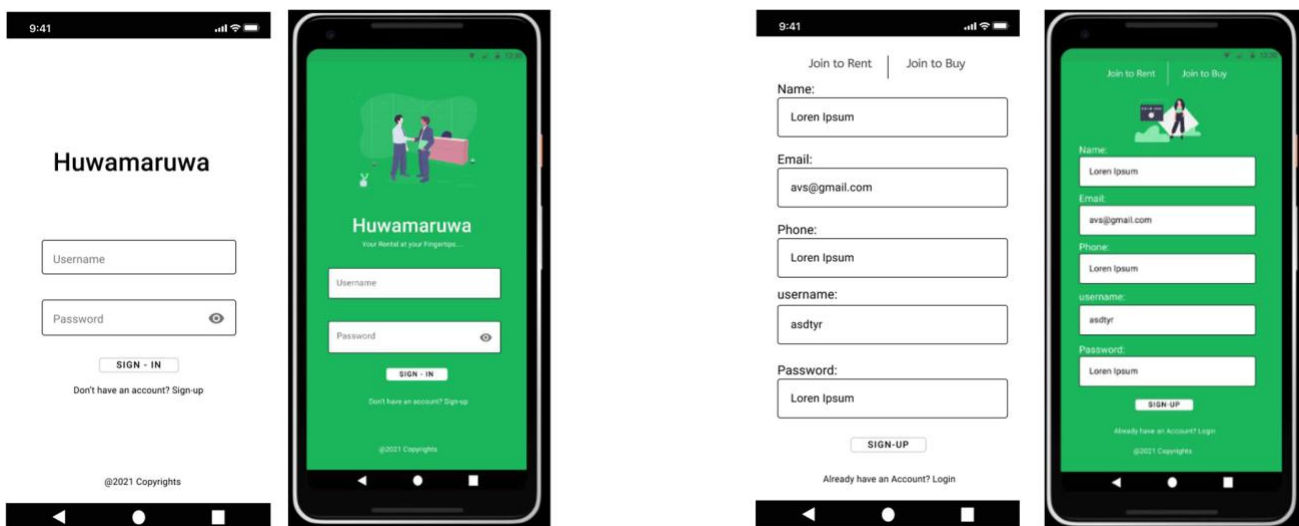 9:41
Huwamaruwa
Username
Password
SIGN - IN
Don't have an account? Sign-up
@2021 Copyrights
12:30
Huwamaruwa
Your Rental at your Fingertips...
Username
Password
SIGN - IN
Don't have an account? Sign-up
@2021 Copyrights
9:41
Join to Rent Join to Buy
Name:
Loren Ipsum
Email:
avs@gmail.com
Phone:
Loren Ipsum
username:
asdtyr
Password:
Loren Ipsum
SIGN-UP
Already have an Account? Login
12:30
Join to Rent Join to Buy
Name:
Loren Ipsum
Email:
avs@gmail.com
Phone:
Loren Ipsum
username:
asdtyr
Password:
Loren Ipsum
SIGN-UP
Already have an Account? Login
@2021 Copyrights